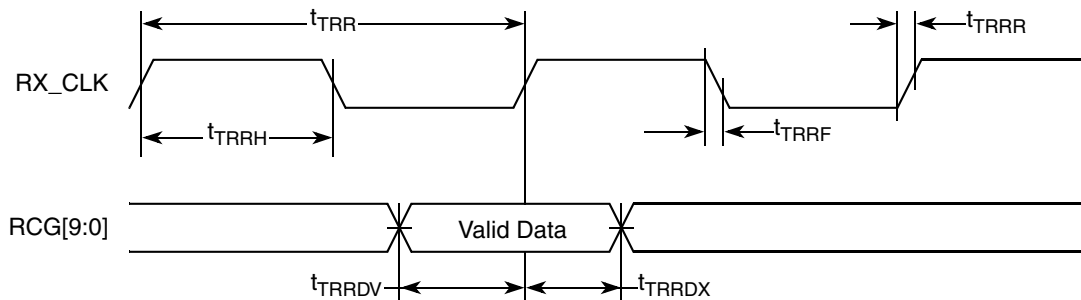 tTRR
tTRRR
RX_CLK
tTRRH
tTRRF
RCG[9:0]
Valid Data
tTRRDV
tTRRDX